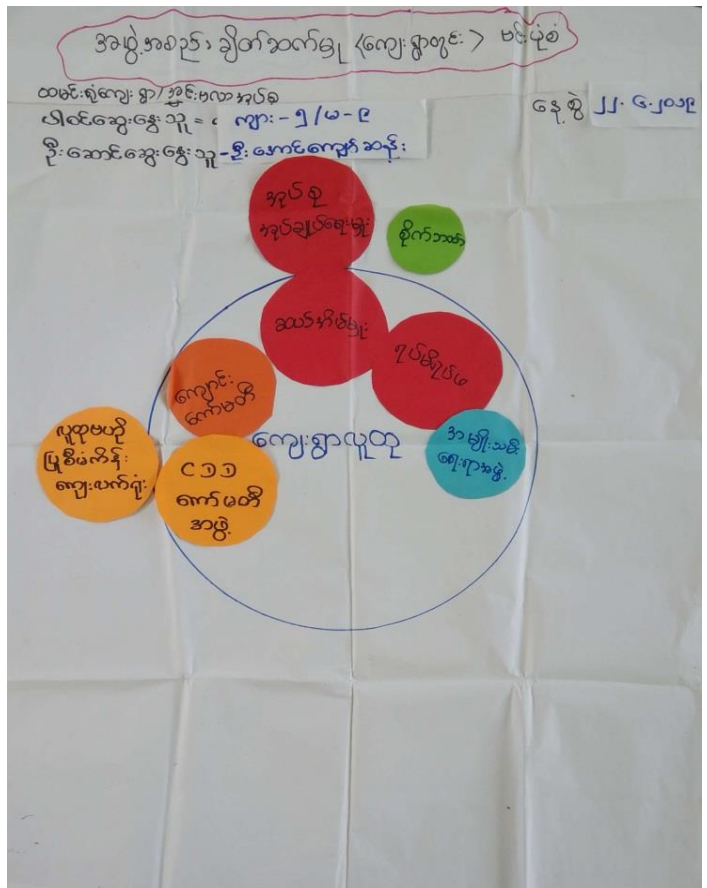 အဖွဲ့အစည်း ချိတ်ဆက်မှု (ကျေးရွာတွင်း) ဗင်းပုံစံ
ထမင်းရုံကျေးရွာ/အင်းဗလာအုပ်စု
ပါဝင်ဆွေးနွေးသူ = ကျား - ၅/မ - ၉
ဦးဆောင်ဆွေးနွေးသူ - ဦးအောင်ကျော်ဆန်း
နေ့စွဲ ၂၂.၆.၂၀၁၉
အုပ်စု
အုပ်ချုပ်ရေးမှူး
စိုက်ဘဏ်
ဆယ်အိမ်မှူး
ရပ်မိရပ်ဖ
ကျောင်း
ကော်မတီ
ကျေးရွာလူထု
အမျိုးသမီး
ရေးရာအဖွဲ့
လူထုဗဟို
ပြုစီမံကိန်း
ကျေးလက်ရုံး
CDD
ကော်မတီ
အဖွဲ့